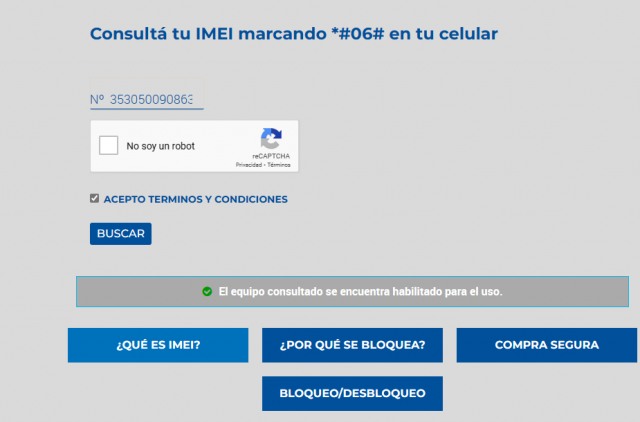 Consultá tu IMEI marcando *#06# en tu celular
Nº 353050090863
No soy un robot
reCAPTCHA
Privacidad - Términos
ACEPTO TERMINOS Y CONDICIONES
BUSCAR
El equipo consultado se encuentra habilitado para el uso.
¿QUÉ ES IMEI?
¿POR QUÉ SE BLOQUEA?
COMPRA SEGURA
BLOQUEO/DESBLOQUEO